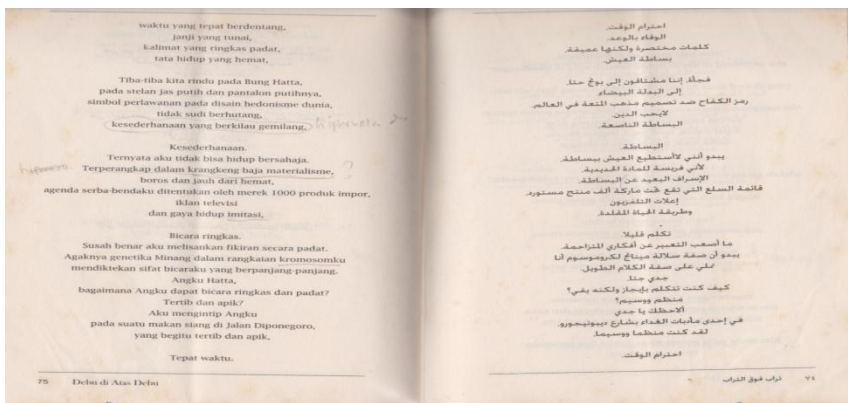 waktu yang tepat berdentang,
janji yang tunai,
kalimat yang ringkas padat,
tata hidup yang hemat,
Tiba-tiba kita rindu pada Bung Hatta,
pada stelan jas putih dan pantalon putihnya,
simbol perlawanan pada disain hedonisme dunia,
tidak sudi berhutang,
kesederhanaan yang berkilau gemilang,
Kesederhanaan.
Ternyata aku tidak bisa hidup bersahaja.
Terperangkap dalam krangkeng baja materialisme,
boros dan jauh dari hemat,
agenda serba-bendaku ditentukan oleh merek 1000 produk impor,
iklan televisi
dan gaya hidup imitasi,
Bicara ringkas.
Susah benar aku melisankan fikiran secara padat.
Agaknya genetika Minang dalam rangkaian kromosomku
mendiktekan sifat bicaraku yang berpanjang-panjang.
Angku Hatta,
bagaimana Angku dapat bicara ringkas dan padat?
Tertib dan apik?
Aku mengintip Angku
pada suatu makan siang di Jalan Diponegoro,
yang begitu tertib dan apik,
Tepat waktu.
75 Debu di Atas Debu
احترام الوقت.
الوفاء بالوعد.
كلمات مختصرة ولكنها عميقة.
بساطة العيش.
فجأة. إننا مشتاقون إلى بونج حتا.
إلى البدلة البيضاء
رمز الكفاح ضد تصميم مذهب المتعة في العالم.
لايحب الدين.
البساطة الناصعة.
البساطة.
يبدو أنني لاأستطيع العيش ببساطة.
لأني فريسة للمادة الحديدية.
الإسراف البعيد عن البساطة.
قائمة السلع التي تقع تحت ماركة ألف منتج مستورد.
إعلانات التلفزيون
وطريقة الحياة المقلدة.
تكلم قليلا
ما أصعب التعبير عن أفكاري المتزاحمة.
يبدو أن صفة سلالة مينانج لكروموسوم أنا
تملي على صفة الكلام الطويل.
جدي حتا.
كيف كنت تتكلم بإيجاز ولكنه يفي؟
منظم ووسيم؟
ألاحظك يا جدي
في إحدى مأدبات الغداء بشارع ديبونيجورو.
لقد كنت منظما ووسيما.
احترام الوقت.
تراب فوق التراب ٧٤